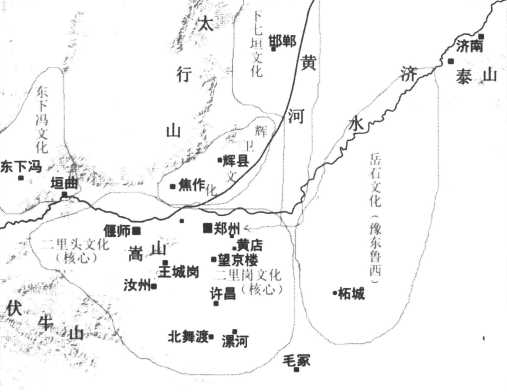 太行山
卞七垣文化
邯郸
黄河
济水
济南
泰山
东下冯文化
东下冯
垣曲
辉卫文化
辉县
焦作
岳石文化（豫东鲁西）
偃师
郑州
嵩山
黄店
二里头文化
（核心）
王城岗
望京楼
二里岗文化
（核心）
汝州
许昌
柘城
伏牛山
北舞渡
漯河
毛冢